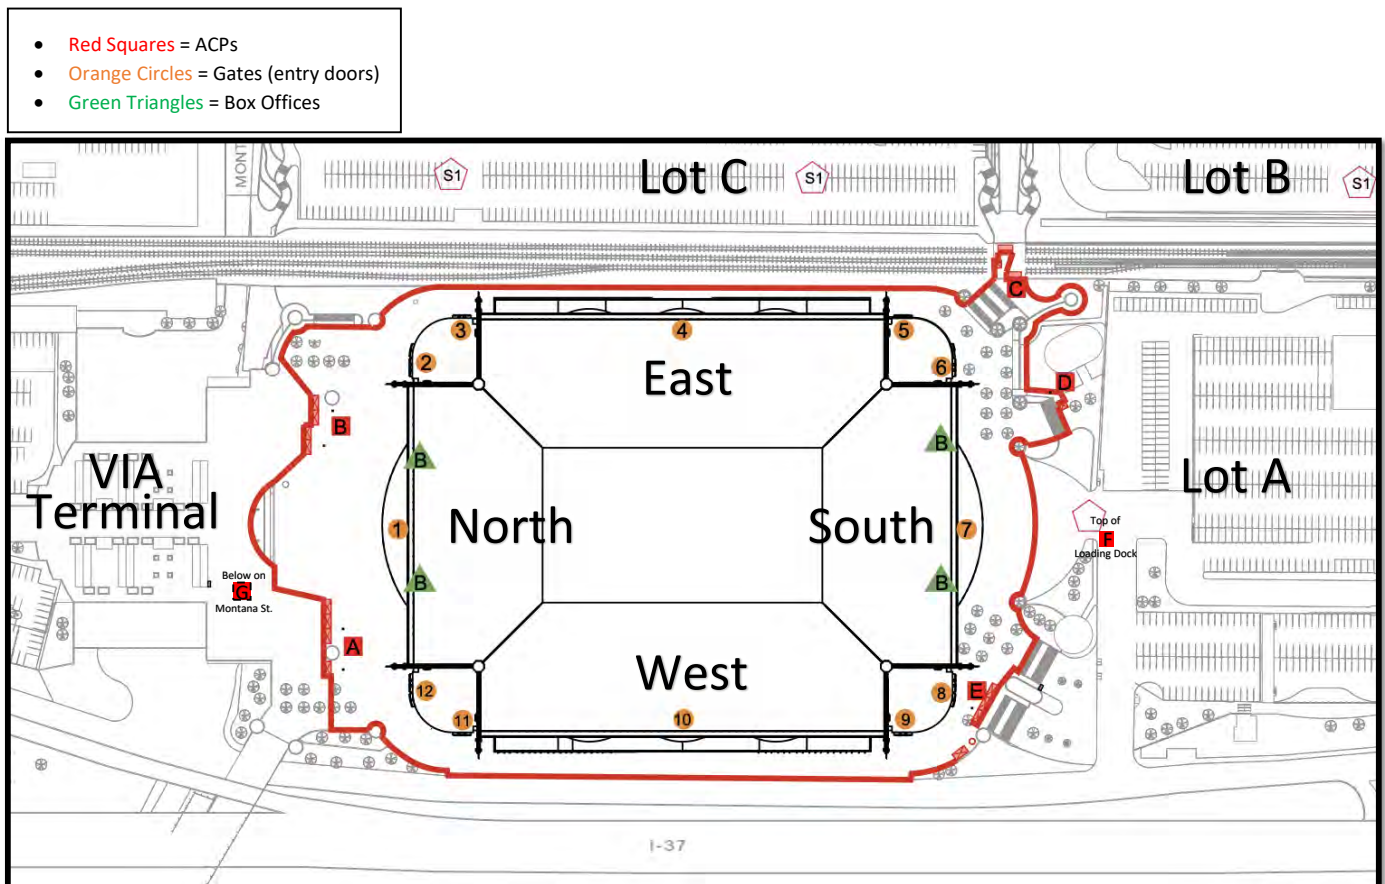 • Red Squares = ACPs
• Orange Circles = Gates (entry doors)
• Green Triangles = Box Offices
MONT
S1
Lot C
S1
Lot B
S1
C
3
4
5
2
East
6
D
B
B
B
VIA
Terminal
Lot A
1
North
South
7
Top of
F
Loading Dock
Below on
G
Montana St.
B
B
A
West
12
8
E
11
10
9
I-37